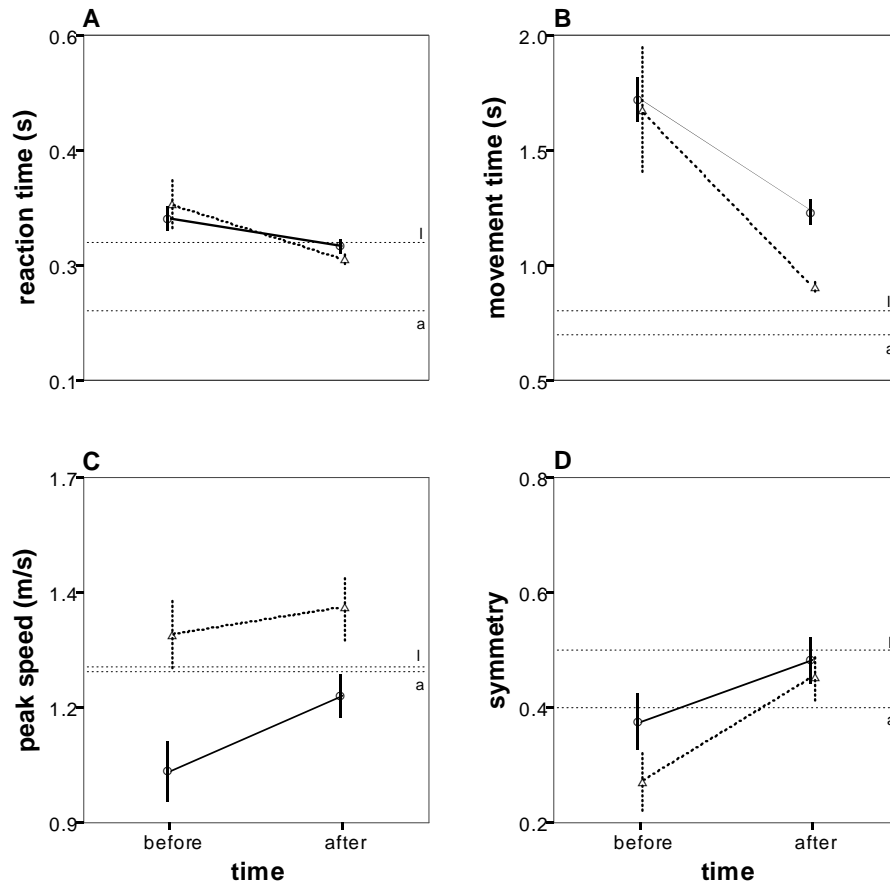 A
0.6
0.4
0.3
0.1
reaction time (s)
l
a
B
2.0
1.5
1.0
0.5
movement time (s)
l
a
C
1.7
1.4
1.2
0.9
peak speed (m/s)
l
a
before
after
time
D
0.8
0.6
0.4
0.2
symmetry
l
a
before
after
time